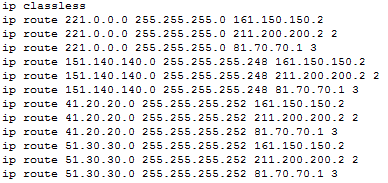 ip classless
ip route 221.0.0.0 255.255.255.0 161.150.150.2
ip route 221.0.0.0 255.255.255.0 211.200.200.2 2
ip route 221.0.0.0 255.255.255.0 81.70.70.1 3
ip route 151.140.140.0 255.255.255.248 161.150.150.2
ip route 151.140.140.0 255.255.255.248 211.200.200.2 2
ip route 151.140.140.0 255.255.255.248 81.70.70.1 3
ip route 41.20.20.0 255.255.255.252 161.150.150.2
ip route 41.20.20.0 255.255.255.252 211.200.200.2 2
ip route 41.20.20.0 255.255.255.252 81.70.70.1 3
ip route 51.30.30.0 255.255.255.252 161.150.150.2
ip route 51.30.30.0 255.255.255.252 211.200.200.2 2
ip route 51.30.30.0 255.255.255.252 81.70.70.1 3